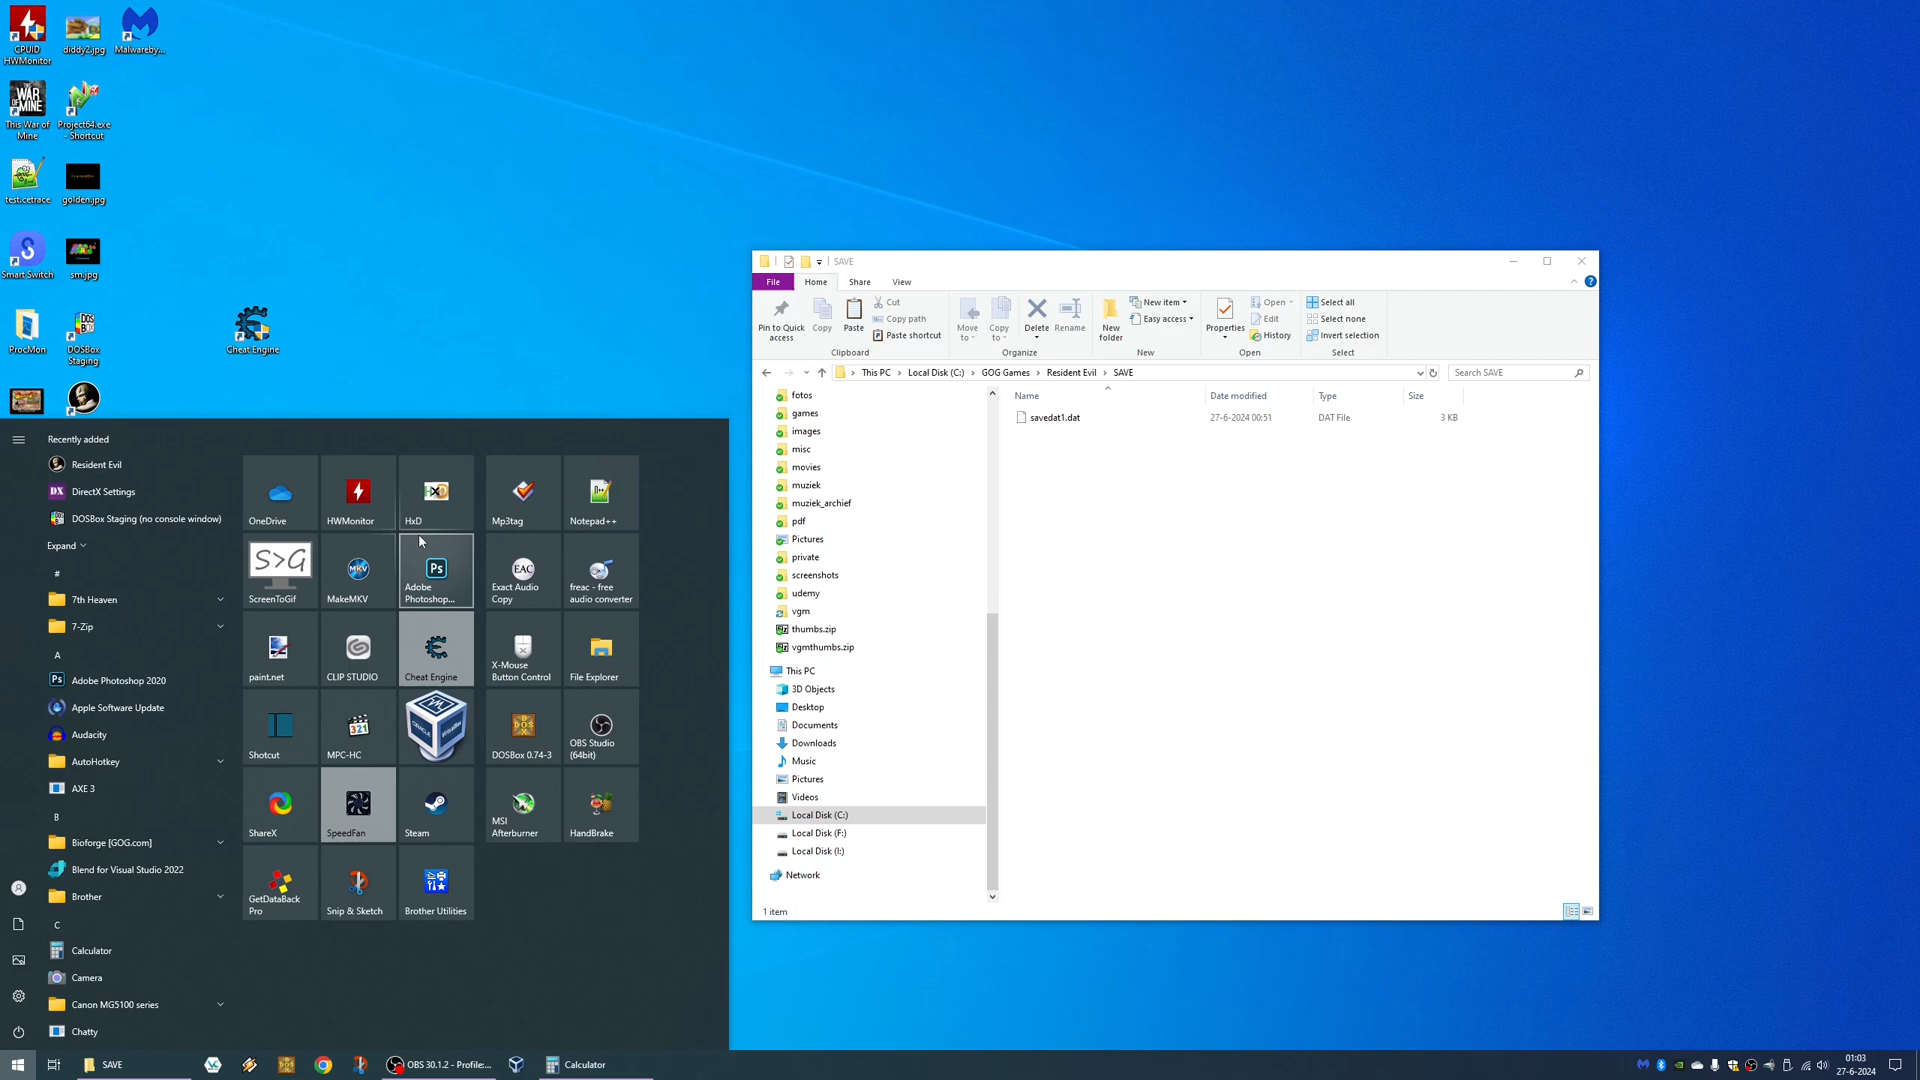 CPUID
HWMonitor
diddy2.jpg
Malwareby...
WAR
OF MINE
This War of
Mine
Project64.exe
- Shortcut
test.cetrace
golden.jpg
Smart Switch
sm.jpg
ProcMon
DOS
BOX
DOSBox
Staging
Cheat Engine
Recently added
Resident Evil
DX
DirectX Settings
DOSBox Staging (no console window)
Expand
#
7th Heaven
7-Zip
A
Ps
Adobe Photoshop 2020
Apple Software Update
Audacity
AutoHotkey
AXE 3
B
Bioforge [GOG.com]
Blend for Visual Studio 2022
Brother
C
Calculator
Camera
Canon MG5100 series
Chatty
OneDrive
HWMonitor
HxD
HxD
Mp3tag
Notepad++
S>G
ScreenToGif
MKV
MakeMKV
Ps
Adobe
Photoshop...
EAC
Exact Audio
Copy
freac - free
audio converter
paint.net
CLIP STUDIO
Cheat Engine
X-Mouse
Button Control
File Explorer
Shotcut
321
MPC-HC
DOSBox 0.74-3
OBS Studio
(64bit)
ShareX
SpeedFan
Steam
MSI
Afterburner
HandBrake
GetDataBack
Pro
Snip & Sketch
Brother Utilities
SAVE
File
Home
Share
View
Pin to Quick
access
Copy
Paste
Cut
Copy path
Paste shortcut
Clipboard
Move
to
Copy
to
Delete
Rename
Organize
New
folder
New item
Easy access
New
Properties
Open
Edit
History
Open
Select all
Select none
Invert selection
Select
This PC > Local Disk (C:) > GOG Games > Resident Evil > SAVE
Search SAVE
Name
Date modified
Type
Size
savedat1.dat
27-6-2024 00:51
DAT File
3 KB
fotos
games
images
misc
movies
muziek
muziek_archief
pdf
Pictures
private
screenshots
udemy
vgm
thumbs.zip
vgmthumbs.zip
This PC
3D Objects
Desktop
Documents
Downloads
Music
Pictures
Videos
Local Disk (C:)
Local Disk (F:)
Local Disk (I:)
Network
1 item
SAVE
OBS 30.1.2 - Profile:...
Calculator
01:03
27-6-2024